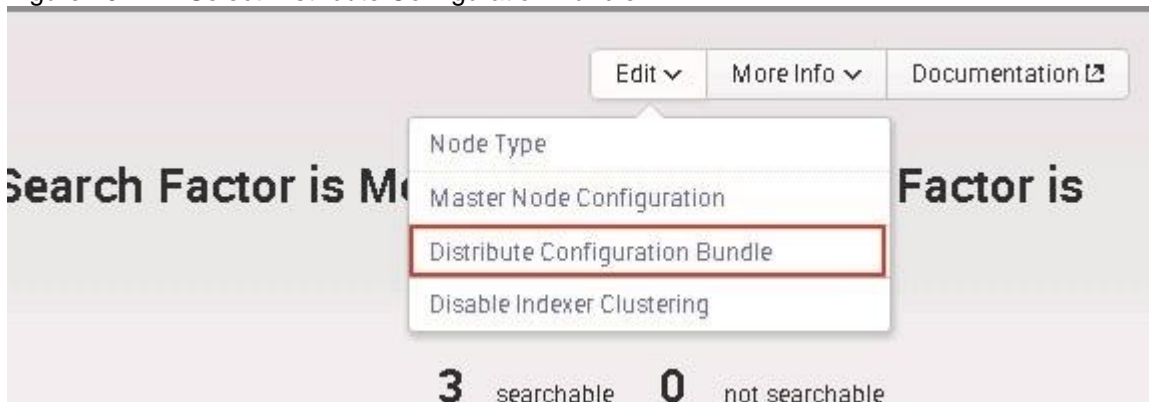 Edit More Info Documentation
Node Type
Search Factor is M Factor is
Master Node Configuration
Distribute Configuration Bundle
Disable Indexer Clustering
3 searchable 0 not searchable